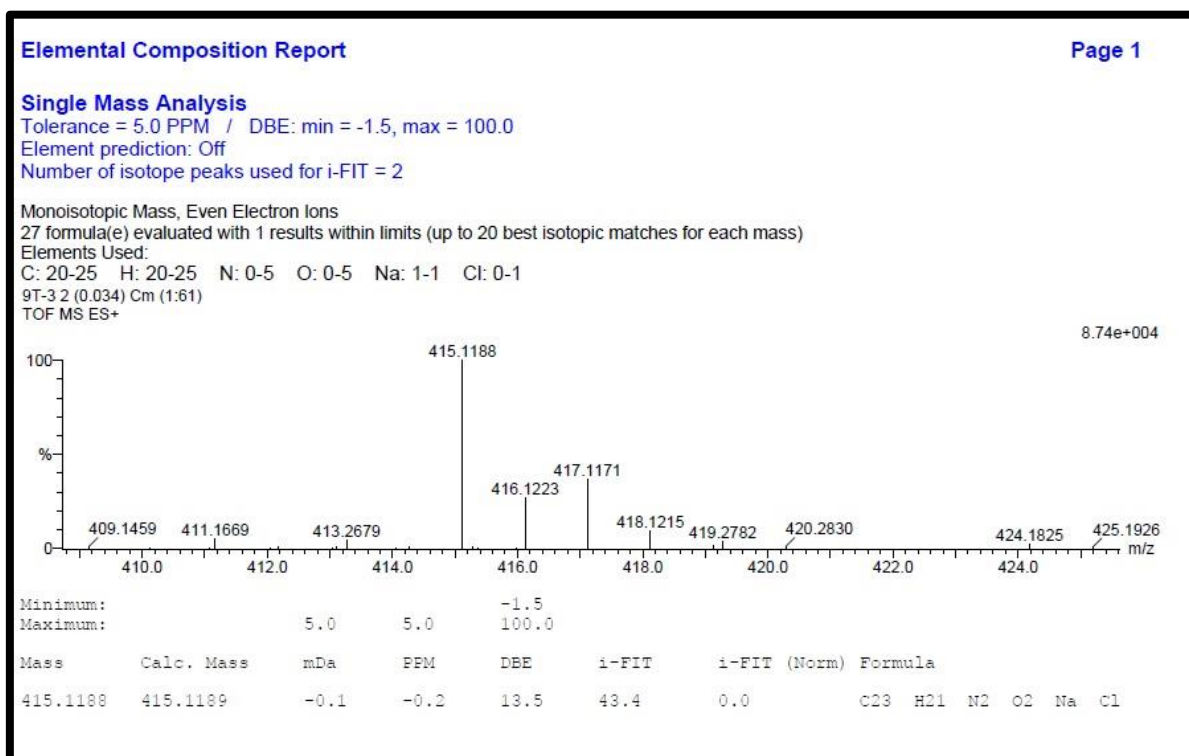 Elemental Composition Report Page 1
Single Mass Analysis
Tolerance = 5.0 PPM / DBE: min = -1.5, max = 100.0
Element prediction: Off
Number of isotope peaks used for i-FIT = 2
Monoisotopic Mass, Even Electron Ions
27 formula(e) evaluated with 1 results within limits (up to 20 best isotopic matches for each mass)
Elements Used:
C: 20-25 H: 20-25 N: 0-5 O: 0-5 Na: 1-1 Cl: 0-1
9T-3 2 (0.034) Cm (1:61)
TOF MS ES+
8.74e+004
415.1188
100
%
417.1171
416.1223
418.1215
409.1459 411.1669 413.2679 419.2782 420.2830 424.1825 425.1926
0
m/z
410.0 412.0 414.0 416.0 418.0 420.0 422.0 424.0
Minimum: -1.5
Maximum: 5.0 5.0 100.0
Mass Calc. Mass mDa PPM DBE i-FIT i-FIT (Norm) Formula
415.1188 415.1189 -0.1 -0.2 13.5 43.4 0.0 C23 H21 N2 O2 Na Cl